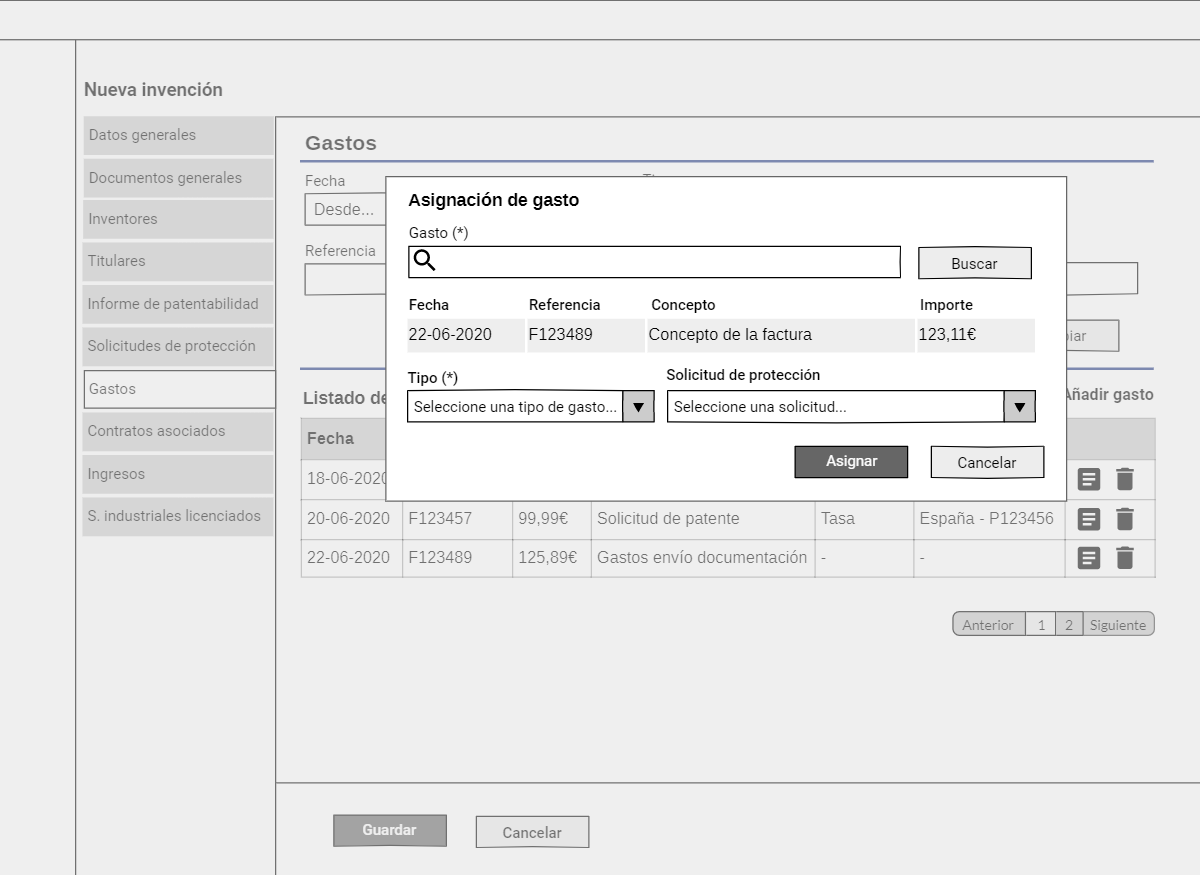 Nueva invención
Datos generales
Documentos generales
Inventores
Titulares
Informe de patentabilidad
Solicitudes de protección
Gastos
Contratos asociados
Ingresos
S. industriales licenciados
Gastos
Fecha
Desde...
Referencia
Asignación de gasto
Gasto (*)
Buscar
Fecha Referencia Concepto Importe
22-06-2020 F123489 Concepto de la factura 123,11€
Tipo (*) Solicitud de protección
Seleccione una tipo de gasto... Seleccione una solicitud...
Asignar Cancelar
Listado de
Añadir gasto
Fecha
18-06-2020
20-06-2020 F123457 99,99€ Solicitud de patente Tasa España - P123456
22-06-2020 F123489 125,89€ Gastos envío documentación - -
Anterior 1 2 Siguiente
Guardar Cancelar